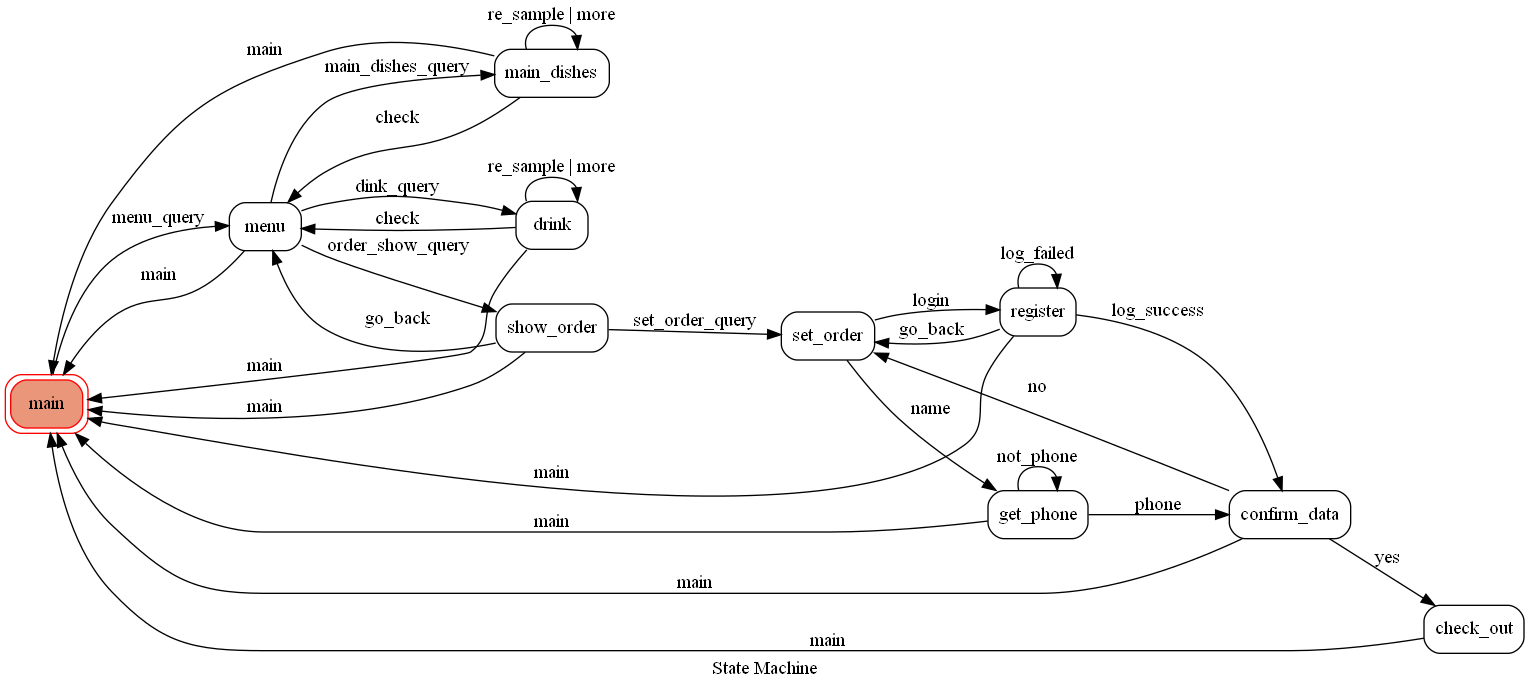 re_sample | more
main
main_dishes_query
main_dishes
check
re_sample | more
dink_query
menu_query
menu
check
drink
order_show_query
log_failed
main
go_back
show_order
set_order_query
set_order
login
go_back
register
log_success
main
no
main
main
name
not_phone
main
main
get_phone
phone
confirm_data
main
yes
check_out
main
State Machine